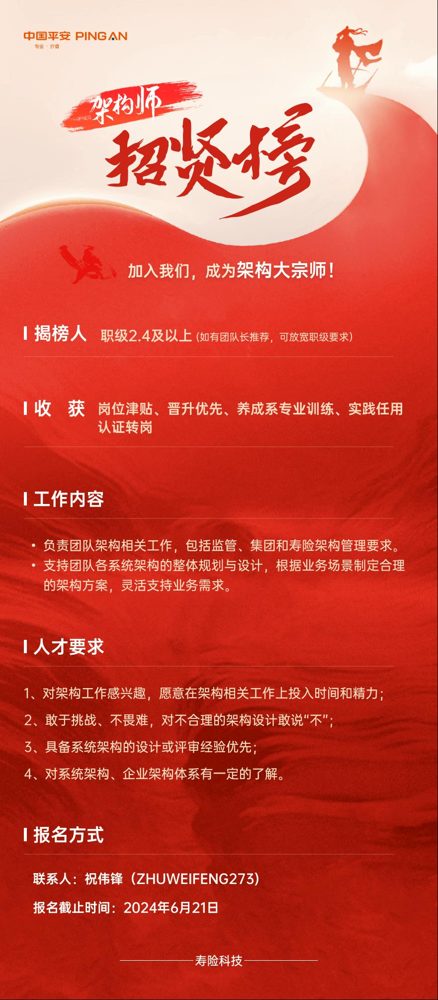 中国平安 PING AN
专业 · 价值
架构师
招贤榜
加入我们，成为架构大宗师！
揭榜人 职级2.4及以上（如有团队长推荐，可放宽职级要求）
收 获 岗位津贴、晋升优先、养成系专业训练、实践任用
认证转岗
工作内容
• 负责团队架构相关工作，包括监管、集团和寿险架构管理要求。
• 支持团队各系统架构的整体规划与设计，根据业务场景制定合理
的架构方案，灵活支持业务需求。
人才要求
1、对架构工作感兴趣，愿意在架构相关工作上投入时间和精力；
2、敢于挑战、不畏难，对不合理的架构设计敢说“不”；
3、具备系统架构的设计或评审经验优先；
4、对系统架构、企业架构体系有一定的了解。
报名方式
联系人：祝伟锋（ZHUWEIFENG273）
报名截止时间：2024年6月21日
寿险科技